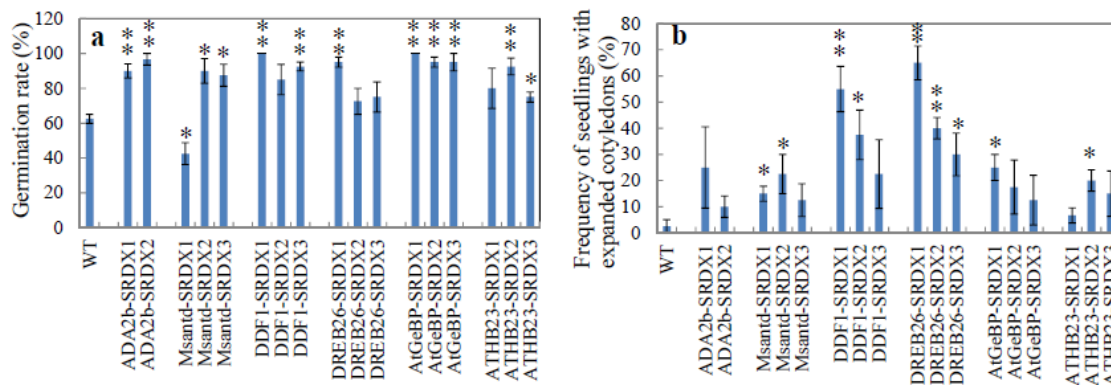 a
Germination rate (%)
120
100
80
60
40
20
0
**
**
*
*
*
**
**
**
**
**
**
**
*
WT
ADA2b-SRDX1
ADA2b-SRDX2
Msantd-SRDX1
Msantd-SRDX2
Msantd-SRDX3
DDF1-SRDX1
DDF1-SRDX2
DDF1-SRDX3
DREB26-SRDX1
DREB26-SRDX2
DREB26-SRDX3
AtGeBP-SRDX1
AtGeBP-SRDX2
AtGeBP-SRDX3
ATHB23-SRDX1
ATHB23-SRDX2
ATHB23-SRDX3
b
Frequency of seedlings with
expanded cotyledons (%)
80
70
60
50
40
30
20
10
0
*
*
**
*
**
**
*
*
*
WT
ADA2b-SRDX1
ADA2b-SRDX2
Msantd-SRDX1
Msantd-SRDX2
Msantd-SRDX3
DDF1-SRDX1
DDF1-SRDX2
DDF1-SRDX3
DREB26-SRDX1
DREB26-SRDX2
DREB26-SRDX3
AtGeBP-SRDX1
AtGeBP-SRDX2
AtGeBP-SRDX3
ATHB23-SRDX1
ATHB23-SRDX2
ATHB23-SRDX3